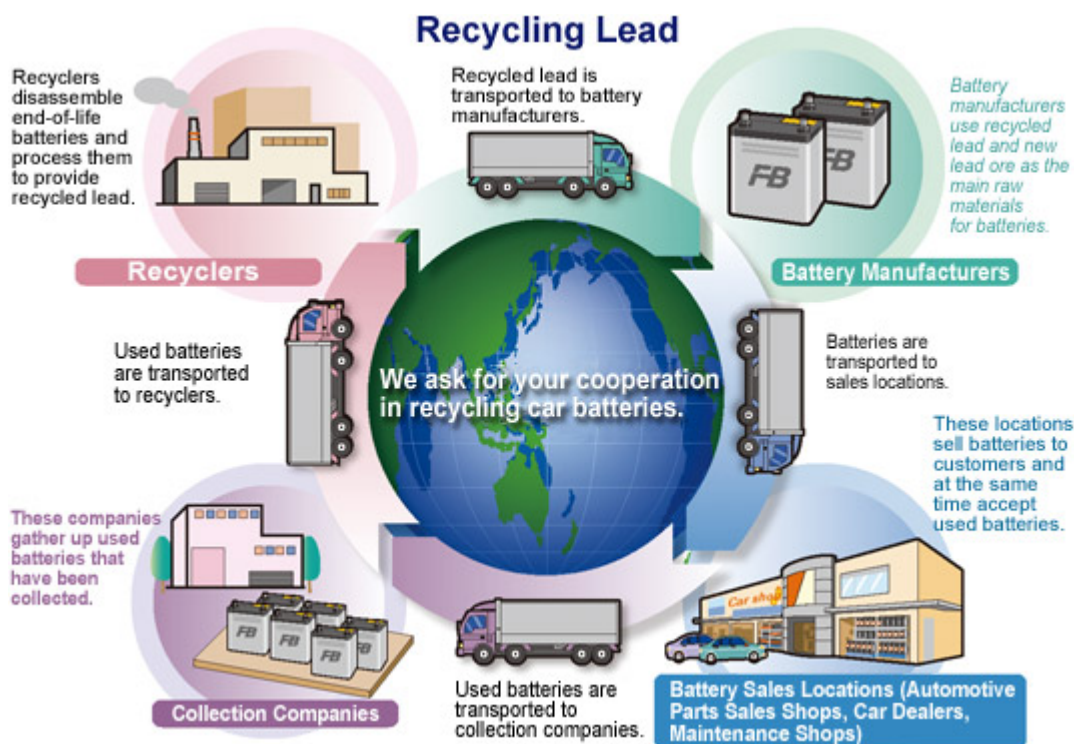 Recycling Lead
Recyclers
disassemble
end-of-life
batteries and
process them
to provide
recycled lead.
Recyclers
Recycled lead is
transported to battery
manufacturers.
FB
FB
Battery
manufacturers
use recycled
lead and new
lead ore as the
main raw
materials
for batteries.
Battery Manufacturers
Used batteries
are transported
to recyclers.
We ask for your cooperation
in recycling car batteries.
Batteries are
transported to
sales locations.
These locations
sell batteries to
customers and
at the same
time accept
used batteries.
Car shop
Battery Sales Locations (Automotive
Parts Sales Shops, Car Dealers,
Maintenance Shops)
These companies
gather up used
batteries that
have been
collected.
FB
FB
FB
FB
Collection Companies
Used batteries are
transported to
collection companies.